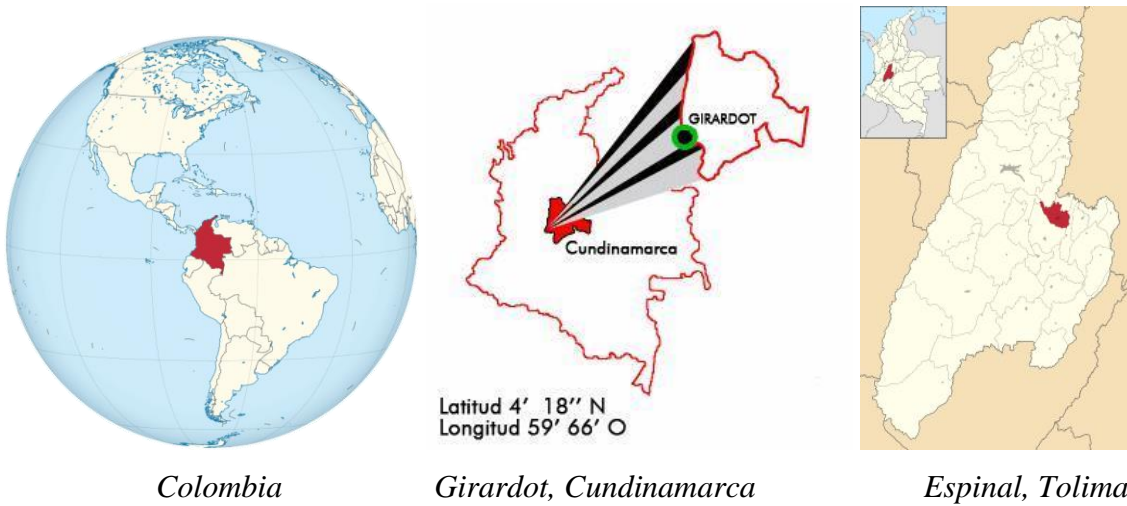 GIRARDOT
Cundinamarca
Latitud 4' 18'' N
Longitud 59' 66' O
Colombia
Girardot, Cundinamarca
Espinal, Tolima